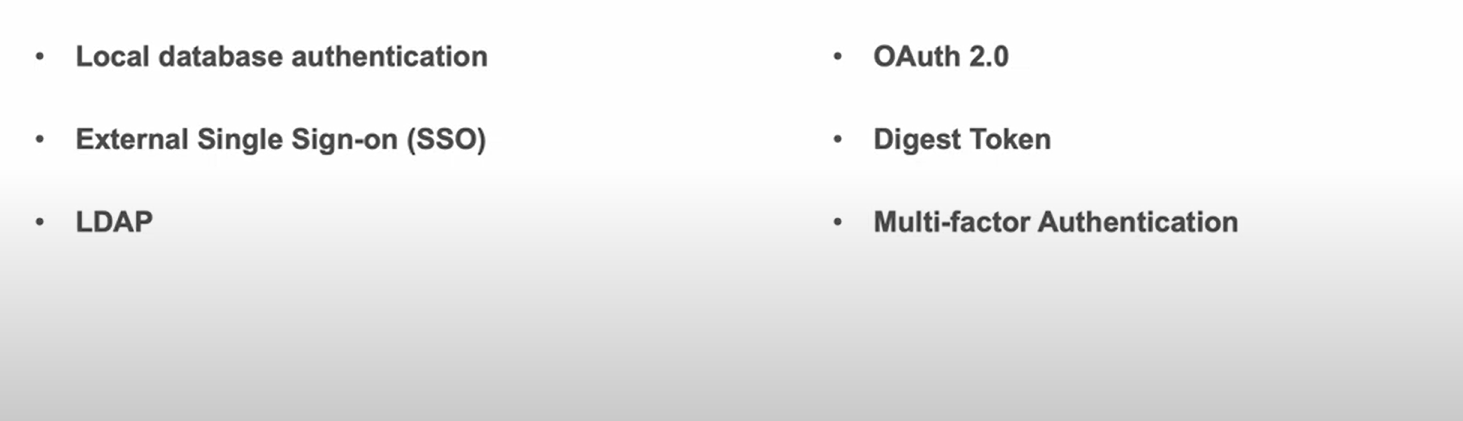 • Local database authentication
• External Single Sign-on (SSO)
• LDAP
• OAuth 2.0
• Digest Token
• Multi-factor Authentication